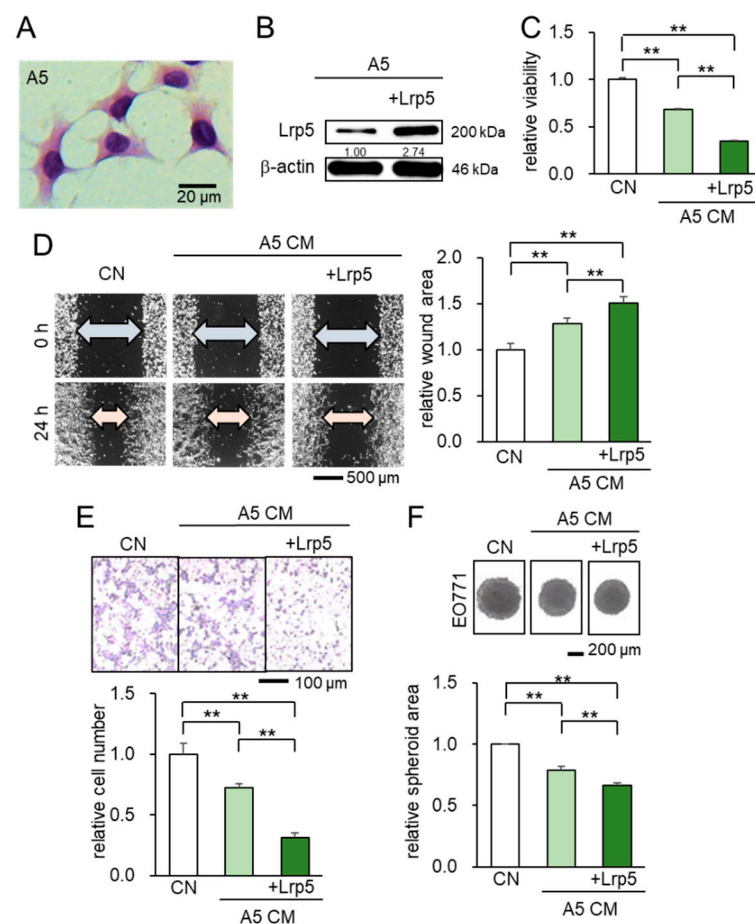 A
A5
20 µm
B
A5
+Lrp5
Lrp5
200 kDa
1.00 2.74
β-actin
46 kDa
C
relative viability
1.5
1.0
0.5
0.0
** 
**
**
CN
+Lrp5
A5 CM
D
A5 CM
CN
+Lrp5
0 h
24 h
500 µm
relative wound area
2.0
1.5
1.0
0.5
0.0
**
**
**
CN
+Lrp5
A5 CM
E
A5 CM
CN
+Lrp5
100 µm
relative cell number
1.5
1.0
0.5
0.0
**
**
**
CN
+Lrp5
A5 CM
F
A5 CM
CN
+Lrp5
EO771
200 µm
relative spheroid area
1.5
1.0
0.5
0.0
**
**
**
CN
+Lrp5
A5 CM